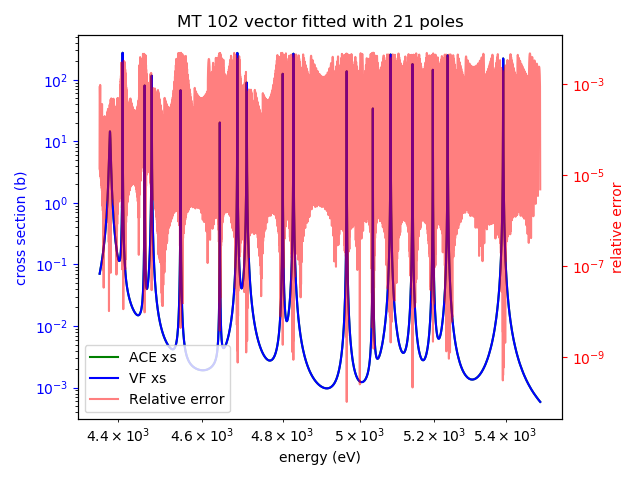 MT 102 vector fitted with 21 poles
cross section (b)
10²
10¹
10⁰
10⁻¹
10⁻²
10⁻³
10⁻³
10⁻⁵
10⁻⁷
10⁻⁹
relative error
ACE xs
VF xs
Relative error
4.4 × 10³ 4.6 × 10³ 4.8 × 10³ 5 × 10³ 5.2 × 10³ 5.4 × 10³
energy (eV)